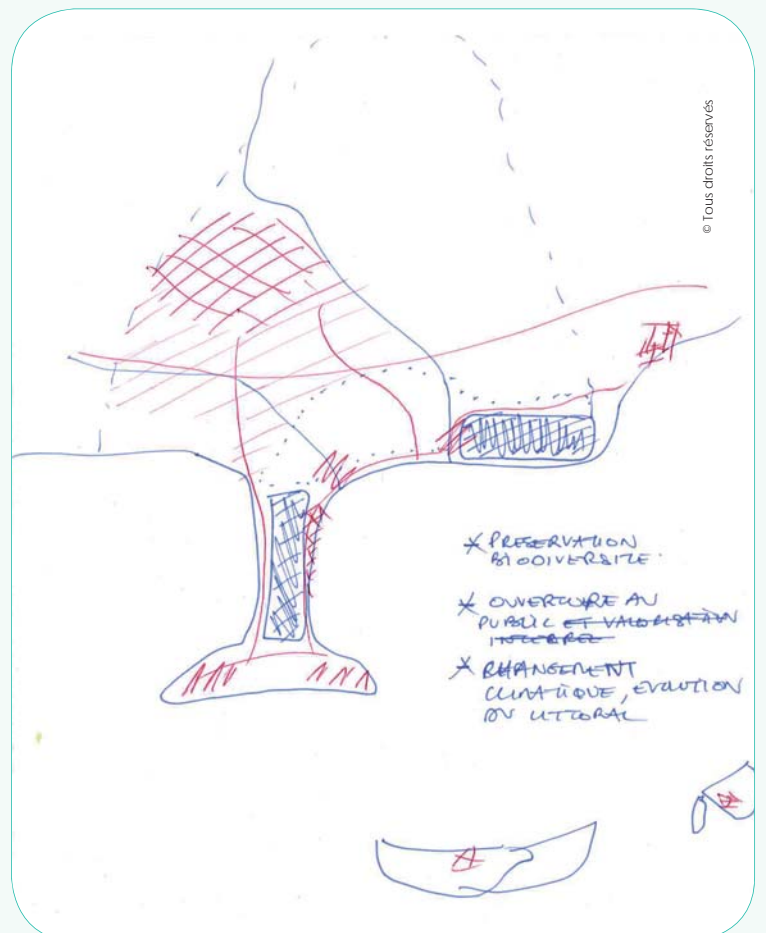 © Tous droits réservés
* PRESERVATION
BIODIVERSITE.
* OUVERTURE AU
PUBLIC ET VALORISATION
* CHANGEMENT
CLIMATIQUE, EVOLUTION
DU LITTORAL